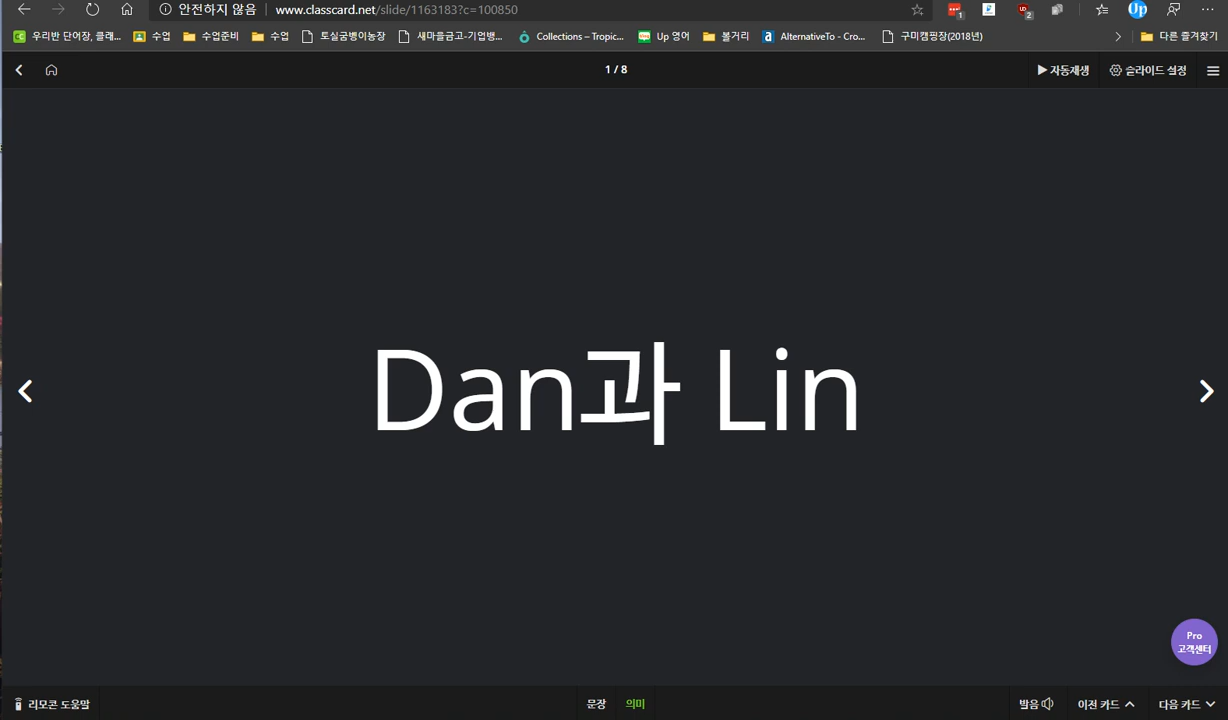 안전하지 않음 | www.classcard.net/slide/1163183?c=100850
1
2
Up
우리반 단어장, 클래... 수업 수업준비 수업 토실굼벵이농장 새마을금고-기업뱅... Collections – Tropic... Up 영어 볼거리 AlternativeTo - Cro... 구미캠핑장(2018년) 다른 즐겨찾기
1 / 8
자동재생 슬라이드 설정
Dan과 Lin
Pro
고객센터
리모콘 도움말 문장 의미 발음 이전 카드 다음 카드